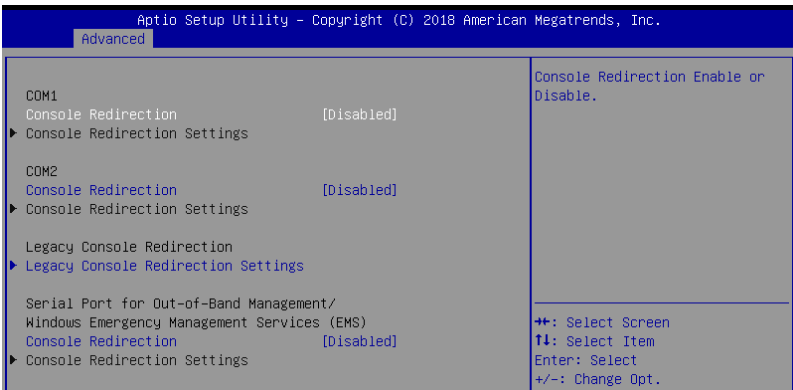 Aptio Setup Utility – Copyright (C) 2018 American Megatrends, Inc.
Advanced
COM1
Console Redirection [Disabled]
Console Redirection Settings
COM2
Console Redirection [Disabled]
Console Redirection Settings
Legacy Console Redirection
Legacy Console Redirection Settings
Serial Port for Out-of-Band Management/
Windows Emergency Management Services (EMS)
Console Redirection [Disabled]
Console Redirection Settings
Console Redirection Enable or
Disable.
→←: Select Screen
↑↓: Select Item
Enter: Select
+/-: Change Opt.